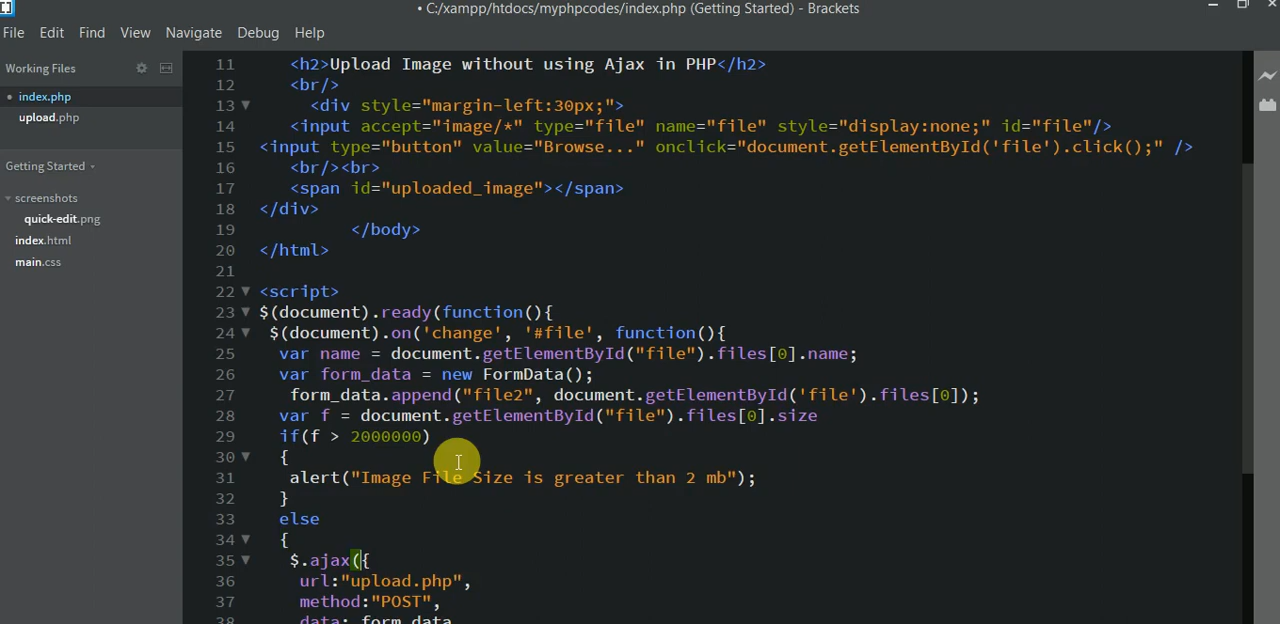 • C:/xampp/htdocs/myphpcodes/index.php (Getting Started) - Brackets
File Edit Find View Navigate Debug Help
Working Files
• index.php
upload.php
Getting Started
screenshots
quick-edit.png
index.html
main.css
11 <h2>Upload Image without using Ajax in PHP</h2>
12 <br/>
13 <div style="margin-left:30px;">
14 <input accept="image/*" type="file" name="file" style="display:none;" id="file"/>
15 <input type="button" value="Browse..." onclick="document.getElementById('file').click();" />
16 <br/><br>
17 <span id="uploaded_image"></span>
18 </div>
19 </body>
20 </html>
21
22 <script>
23 $(document).ready(function(){
24 $(document).on('change', '#file', function(){
25 var name = document.getElementById("file").files[0].name;
26 var form_data = new FormData();
27 form_data.append("file2", document.getElementById('file').files[0]);
28 var f = document.getElementById("file").files[0].size
29 if(f > 2000000)
30 {
31 alert("Image File Size is greater than 2 mb");
32 }
33 else
34 {
35 $.ajax({
36 url:"upload.php",
37 method:"POST",
38 data: form_data